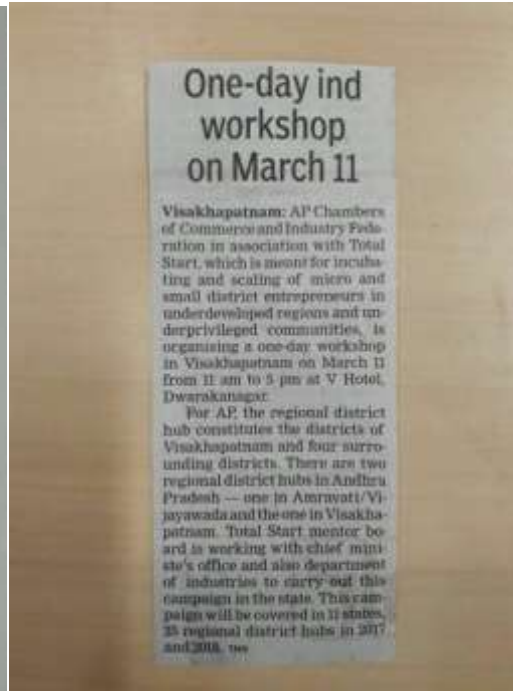 One-day ind
workshop
on March 11
Visakhapatnam: AP Chambers
of Commerce and Industry Fede-
ration in association with Total
Start, which is meant for incuba-
ting and scaling of micro and
small district entrepreneurs in
underdeveloped regions and un-
derprivileged communities, is
organising a one-day workshop
in Visakhapatnam on March 11
from 11 am to 5 pm at V Hotel,
Dwarakanagar.
For AP, the regional district
hub constitutes the districts of
Visakhapatnam and four surro-
unding districts. There are two
regional district hubs in Andhra
Pradesh — one in Amravati/Vi-
jayawada and the one in Visakha-
patnam. Total Start mentor bo-
ard is working with chief mini-
ste's office and also department
of industries to carry out this
campaign in the state. This cam-
paign will be covered in 11 states,
35 regional district hubs in 2017
and 2018. TNN